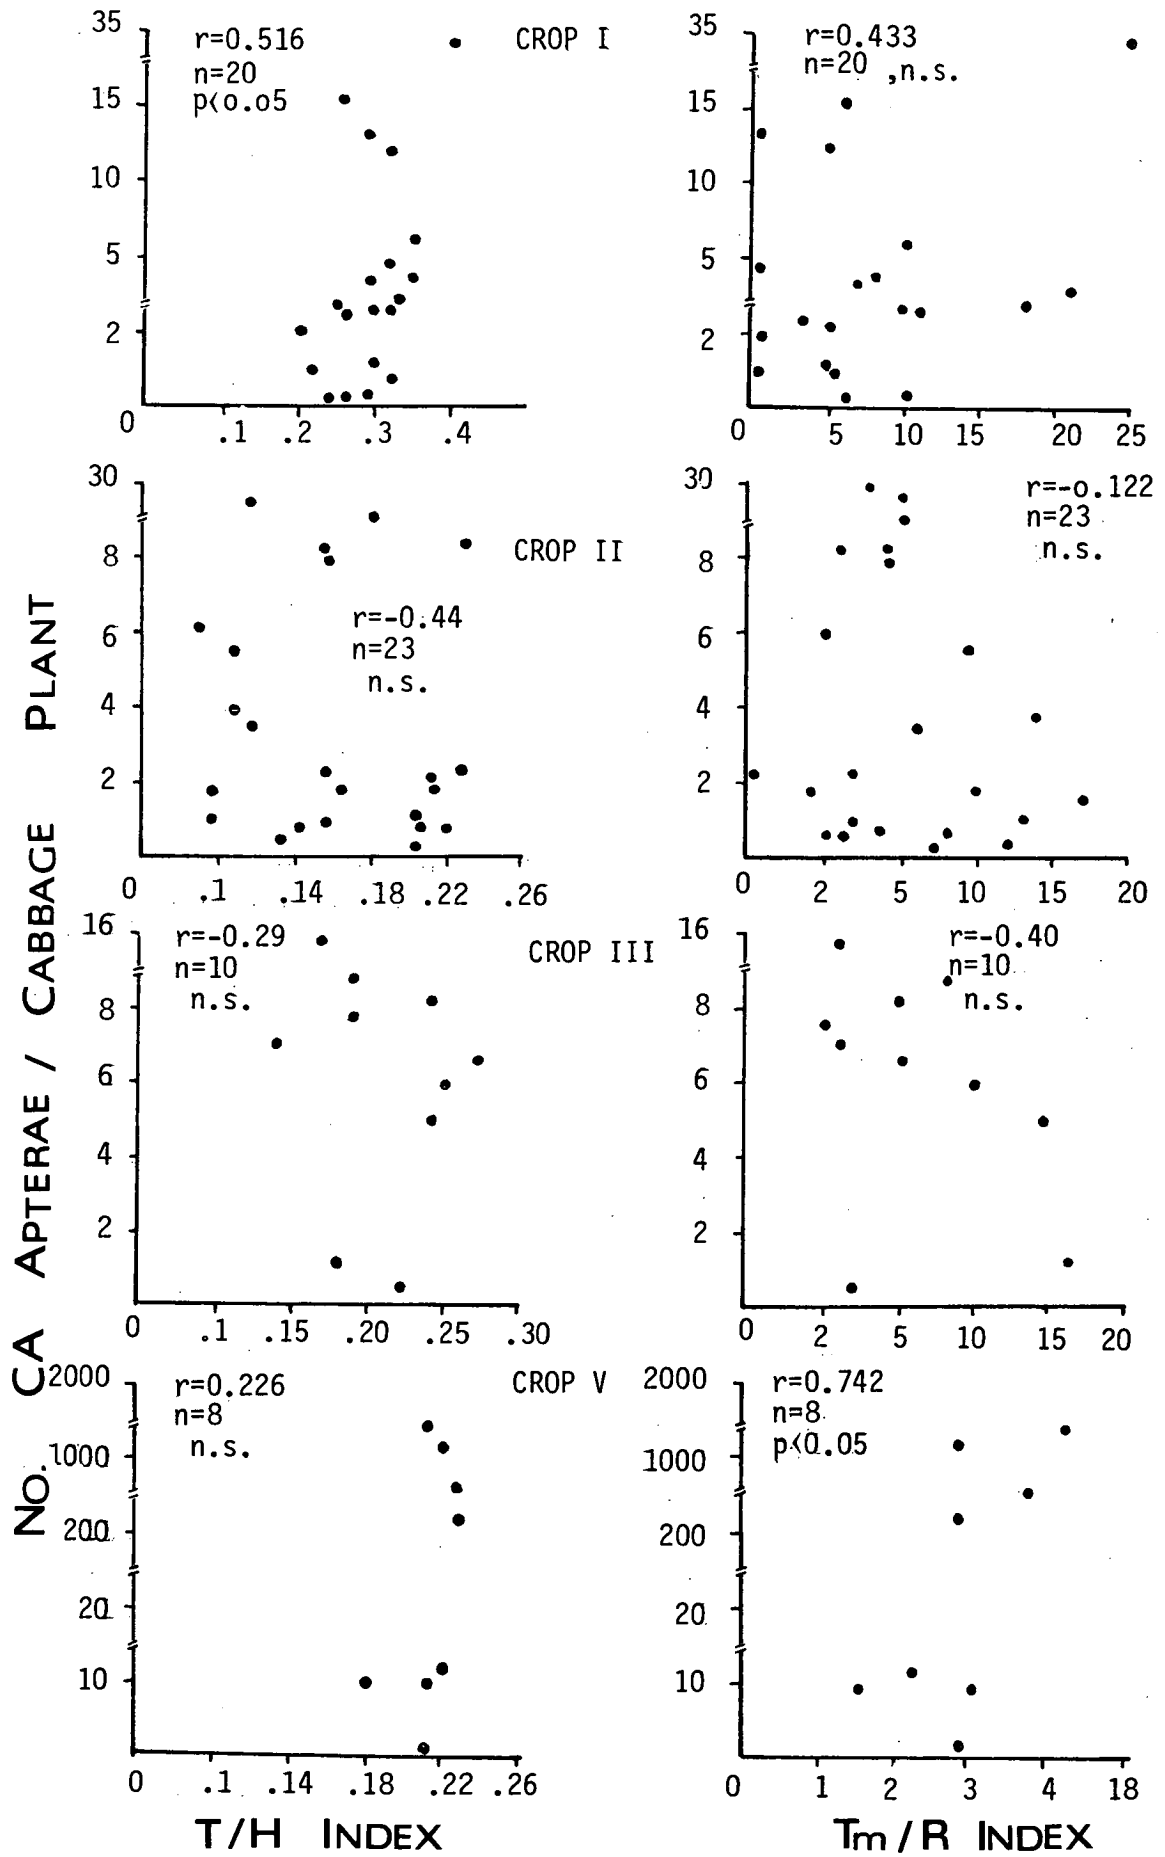 No. CA APTERAE / CABBAGE PLANT
CROP I
r=0.516
n=20
p<0.05
35
15
10
5
2
0 .1 .2 .3 .4
r=0.433
n=20 ,n.s.
35
15
10
5
2
0 5 10 15 20 25
CROP II
r=-0.44
n=23
n.s.
30
8
6
4
2
0 .1 .14 .18 .22 .26
r=-0.122
n=23
n.s.
30
8
6
4
2
0 2 5 10 15 20
CROP III
r=-0.29
n=10
n.s.
16
8
6
4
2
0 .1 .15 .20 .25 .30
r=-0.40
n=10
n.s.
16
8
6
4
2
0 2 5 10 15 20
CROP V
r=0.226
n=8
n.s.
2000
1000
200
20
10
0 .1 .14 .18 .22 .26
T/H INDEX
r=0.742
n=8
p<0.05
2000
1000
200
20
10
0 1 2 3 4 18
Tm/R INDEX